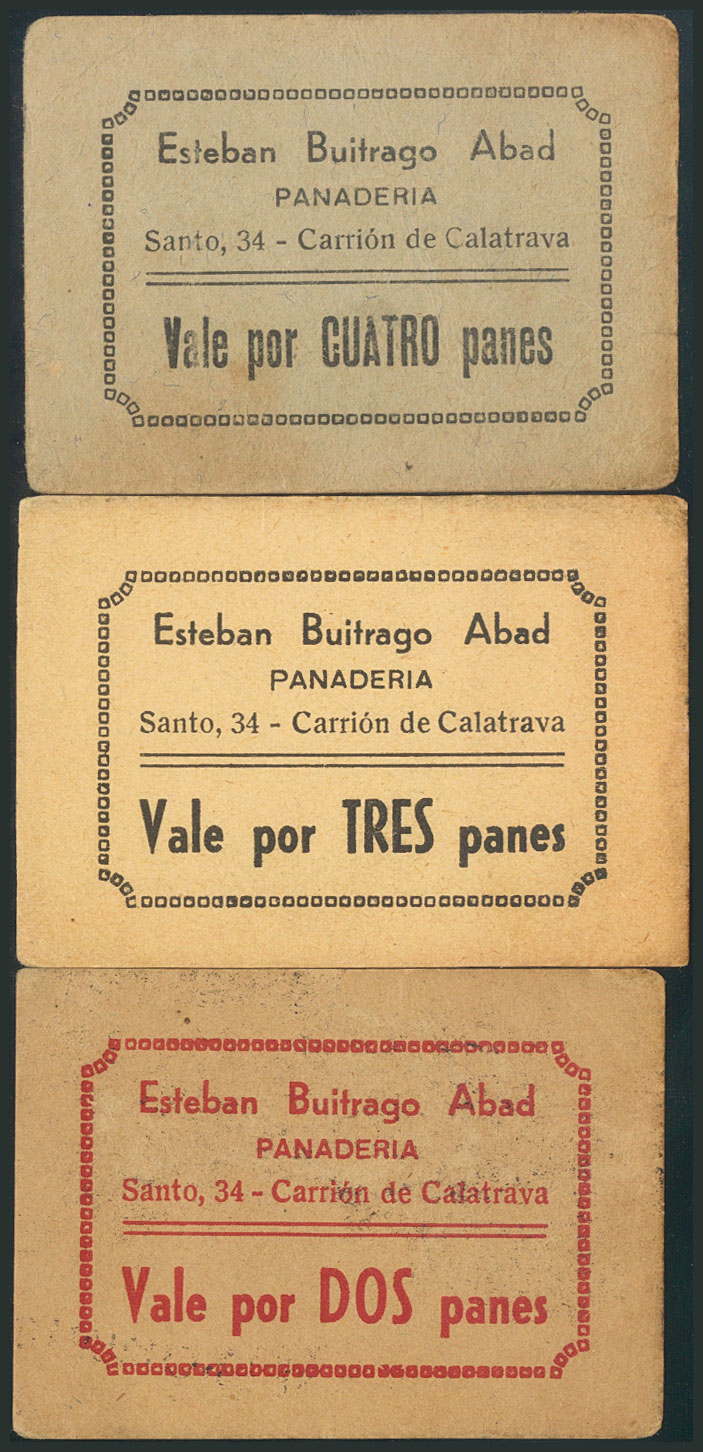 Esteban Buitrago Abad
PANADERIA
Santo, 34 - Carrión de Calatrava
Vale por CUATRO panes
Esteban Buitrago Abad
PANADERIA
Santo, 34 - Carrión de Calatrava
Vale por TRES panes
Esteban Buitrago Abad
PANADERIA
Santo, 34 - Carrión de Calatrava
Vale por DOS panes